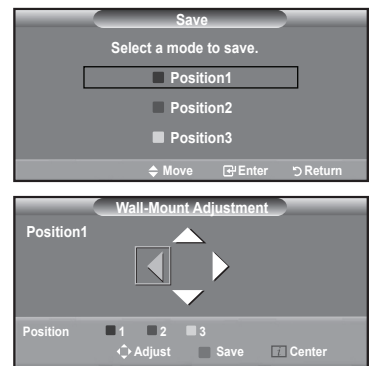 Save
Select a mode to save.
Position1
Position2
Position3
Move Enter Return
Wall-Mount Adjustment
Position1
Position 1 2 3
Adjust Save i Center